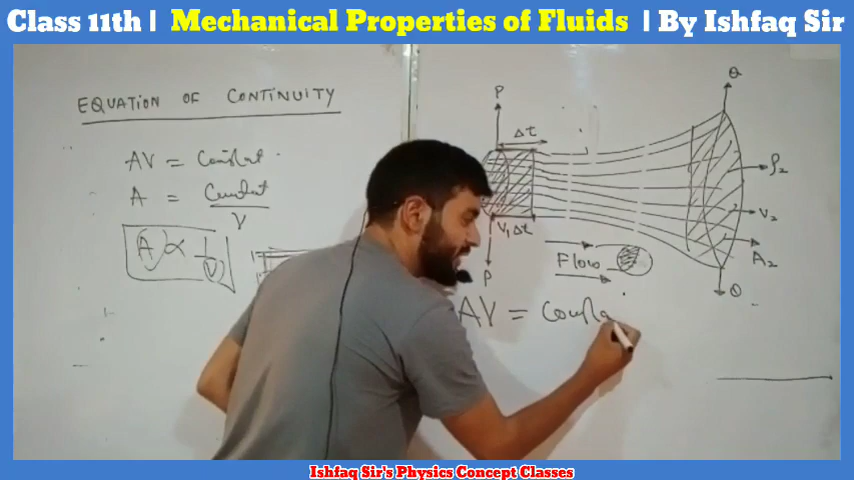 Class 11th | Mechanical Properties of Fluids | By Ishfaq Sir
EQUATION OF CONTINUITY
AV = Constant
A = Constant
V
A ∝ 1
V
P
Δt
Q
ρ2
V2
A2
Q
V1Δt
P
Flow
AV = Consta
Ishfaq Sir's Physics Concept Classes